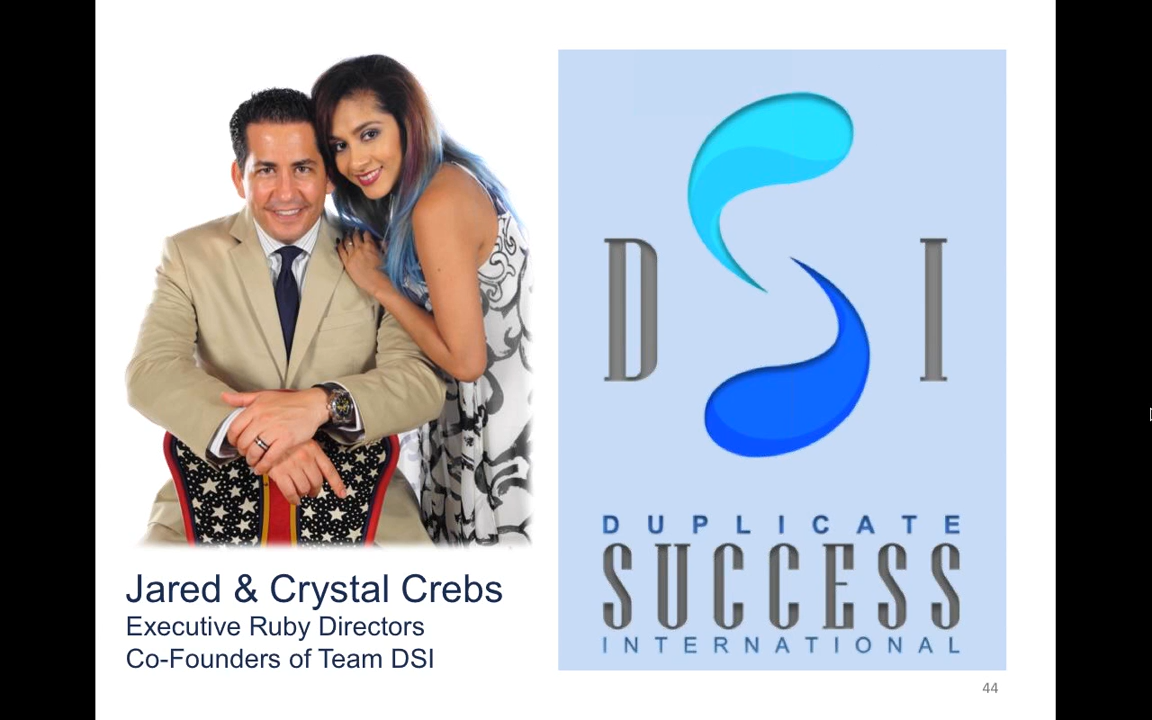 Jared & Crystal Crebs
Executive Ruby Directors
Co-Founders of Team DSI
D S I
DUPLICATE
SUCCESS
INTERNATIONAL
44